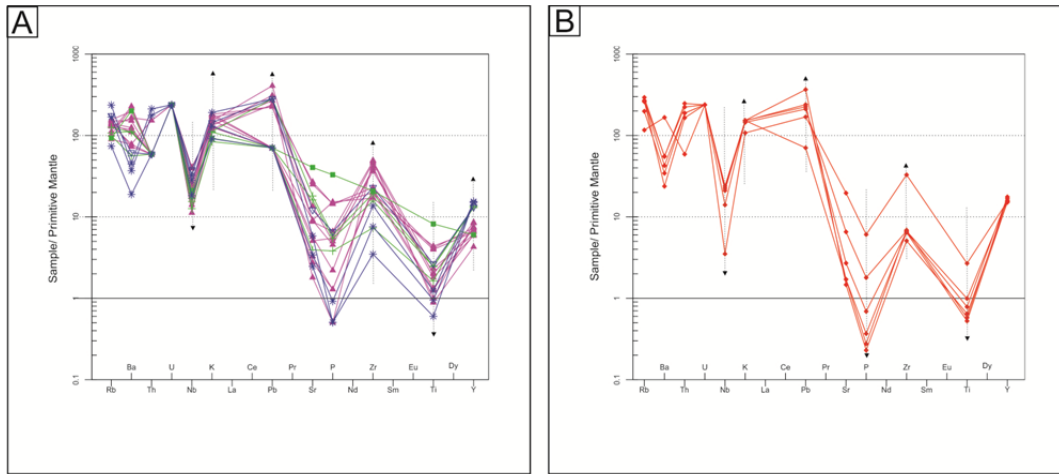 A
1000
100
10
1
0.1
Sample/ Primitive Mantle
Ba U K Ce Pr P Zr Eu Dy
Rb Th Nb La Pb Sr Nd Sm Ti Y
B
1000
100
10
1
0.1
Sample/ Primitive Mantle
Ba U K Ce Pr P Zr Eu Dy
Rb Th Nb La Pb Sr Nd Sm Ti Y